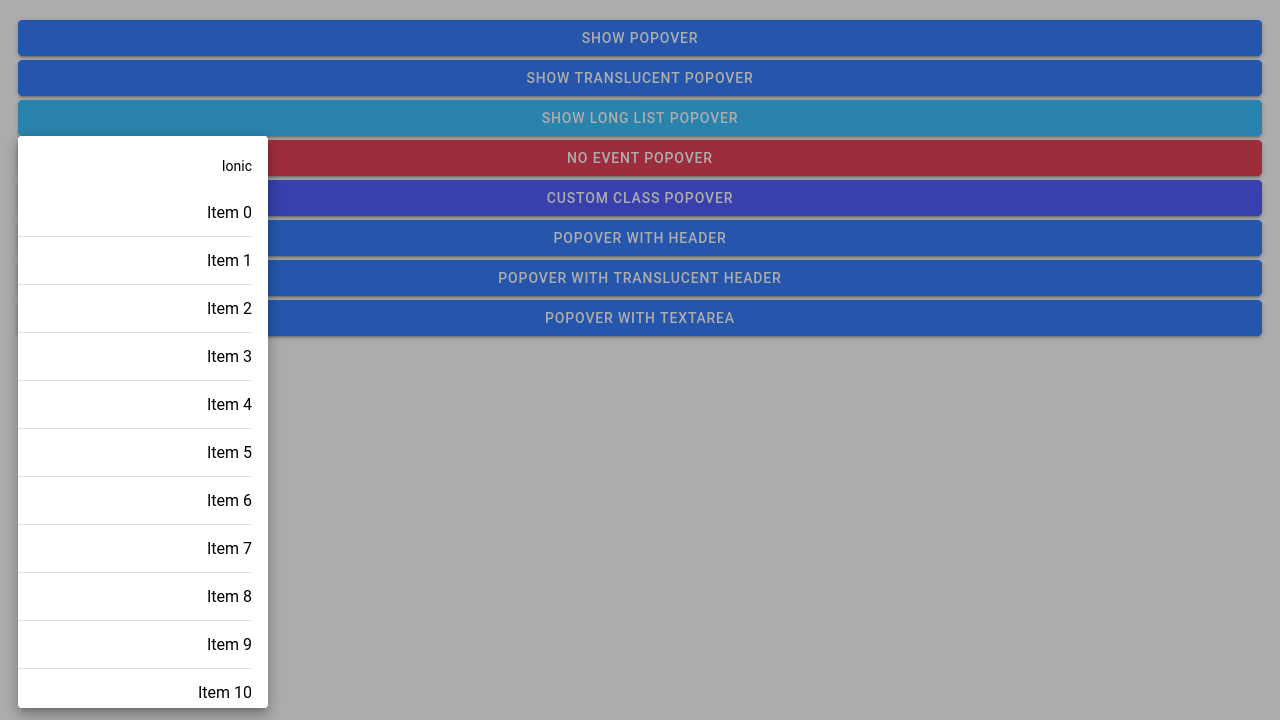 SHOW POPOVER
SHOW TRANSLUCENT POPOVER
SHOW LONG LIST POPOVER
NO EVENT POPOVER
CUSTOM CLASS POPOVER
POPOVER WITH HEADER
POPOVER WITH TRANSLUCENT HEADER
POPOVER WITH TEXTAREA
Ionic
Item 0
Item 1
Item 2
Item 3
Item 4
Item 5
Item 6
Item 7
Item 8
Item 9
Item 10